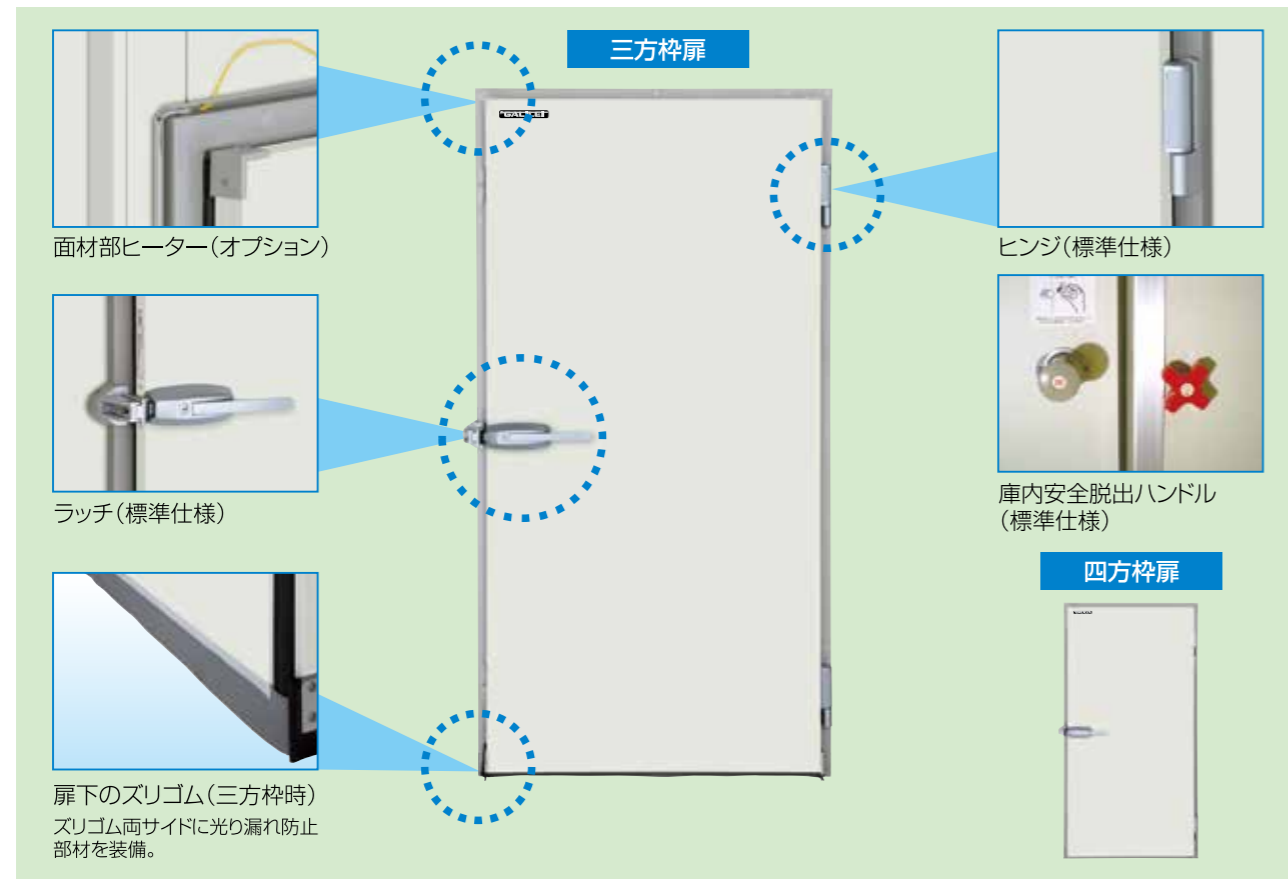 三方枠扉
GALILEI
面材部ヒーター(オプション)
ヒンジ(標準仕様)
ラッチ(標準仕様)
庫内安全脱出ハンドル
(標準仕様)
四方枠扉
扉下のズリゴム(三方枠時)
ズリゴム両サイドに光り漏れ防止
部材を装備。